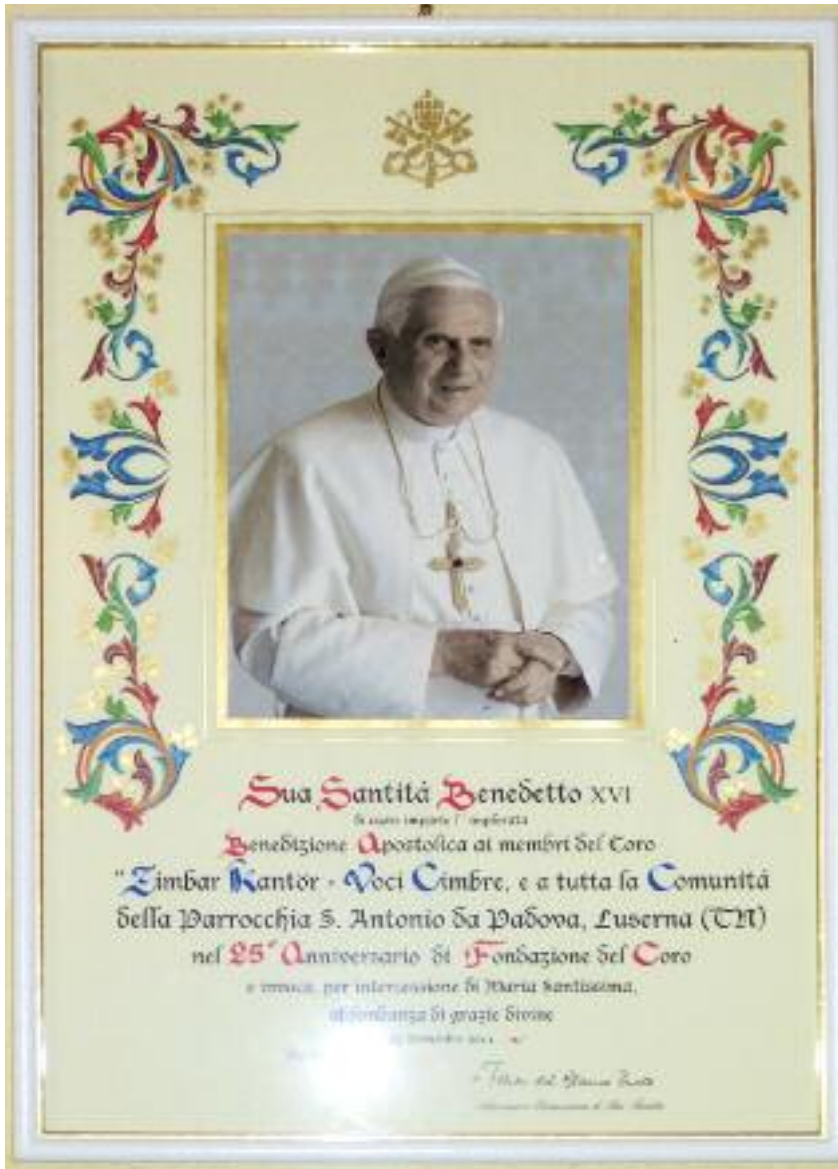 Sua Santità Benedetto XVI
di cuore imparte l' implorata
Benedizione Apostolica ai membri del Coro
"Zimbar Kantör - Voci Cimbre, e a tutta la Comunità
della Parrocchia S. Antonio da Padova, Luserna (TN)
nel 25° Anniversario di Fondazione del Coro
e invoca, per intercessione di Maria Santissima,
abbondanza di grazie divine